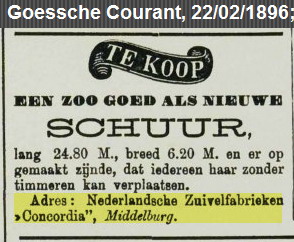 Goessche Courant, 22/02/1896;
TE KOOP
EEN ZOO GOED ALS NIEUWE
SCHUUR,
lang 24.80 M., breed 6.20 M. en er op
gemaakt zijnde, dat iedereen haar zonder
timmeren kan verplaatsen.
Adres: Nederlandsche Zuivelfabrieken
»Concordia”, Middelburg.